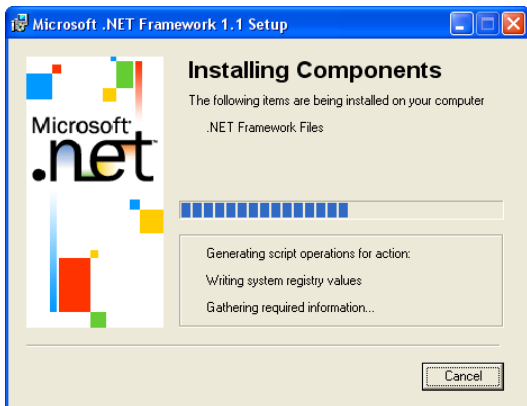 Microsoft .NET Framework 1.1 Setup
Installing Components
The following items are being installed on your computer
.NET Framework Files
Microsoft
.net
Generating script operations for action:
Writing system registry values
Gathering required information...
Cancel